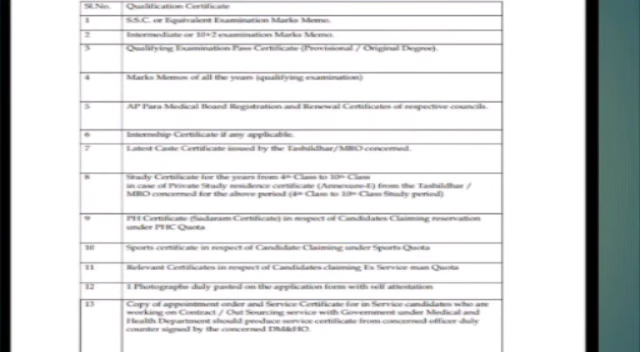 Sl.No. Qualification Certificate
1 S.S.C. or Equivalent Examination Marks Memo.
2 Intermediate or 10+2 examination Marks Memo.
3 Qualifying Examination Pass Certificate (Provisional / Original Degree).
4 Marks Memos of all the years (qualifying examination)
5 AP Para Medical Board Registration and Renewal Certificates of respective councils.
6 Internship Certificate if any applicable.
7 Latest Caste Certificate issued by the Tashildhar/MRO concerned.
8 Study Certificate for the years from 4th Class to 10th Class
in case of Private Study residence certificate (Annexure-E) from the Tashildhar /
MRO concerned for the above period (4th Class to 10th Class Study period)
9 PH Certificate (Sadaram Certificate) in respect of Candidates Claiming reservation
under PHC Quota
10 Sports certificate in respect of Candidate Claiming under Sports Quota
11 Relevant Certificates in respect of Candidates claiming Ex Service man Quota
12 1 Photographs duly pasted on the application form with self attestation
13 Copy of appointment order and Service Certificate for in Service candidates who are
working on Contract / Out Sourcing service with Government under Medical and
Health Department should produce service certificate from concerned officer duly
counter signed by the concerned DM&HO.